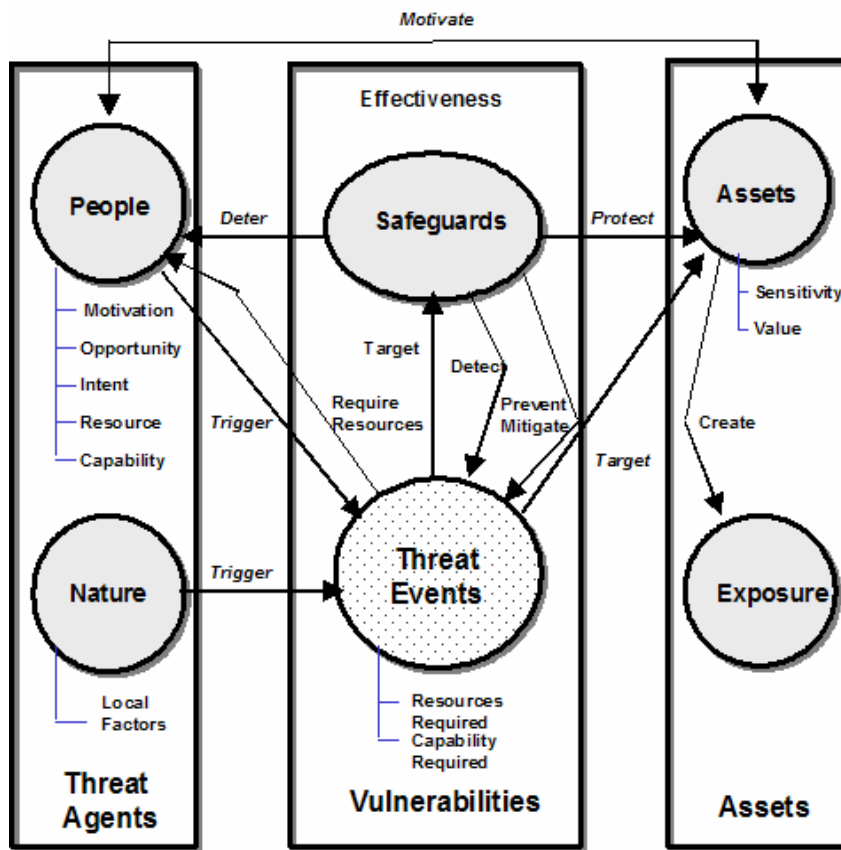 Motivate
Effectiveness
People
Safeguards
Assets
Deter
Protect
Motivation
Opportunity
Intent
Resource
Capability
Sensitivity
Value
Target
Detect
Require
Resources
Prevent
Mitigate
Trigger
Target
Create
Nature
Trigger
Threat
Events
Exposure
Local
Factors
Resources
Required
Capability
Required
Threat
Agents
Vulnerabilities
Assets